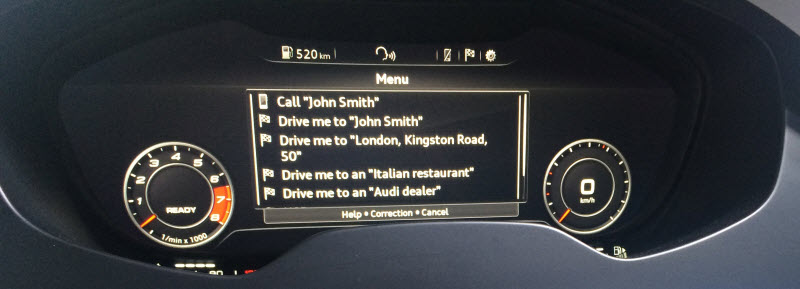 520 km
Menu
Call "John Smith"
Drive me to "John Smith"
Drive me to "London, Kingston Road,
50"
Drive me to an "Italian restaurant"
Drive me to an "Audi dealer"
Help • Correction • Cancel
1
2
3
4
5
6
7
8
READY
1/min x 1000
0
km/h
90